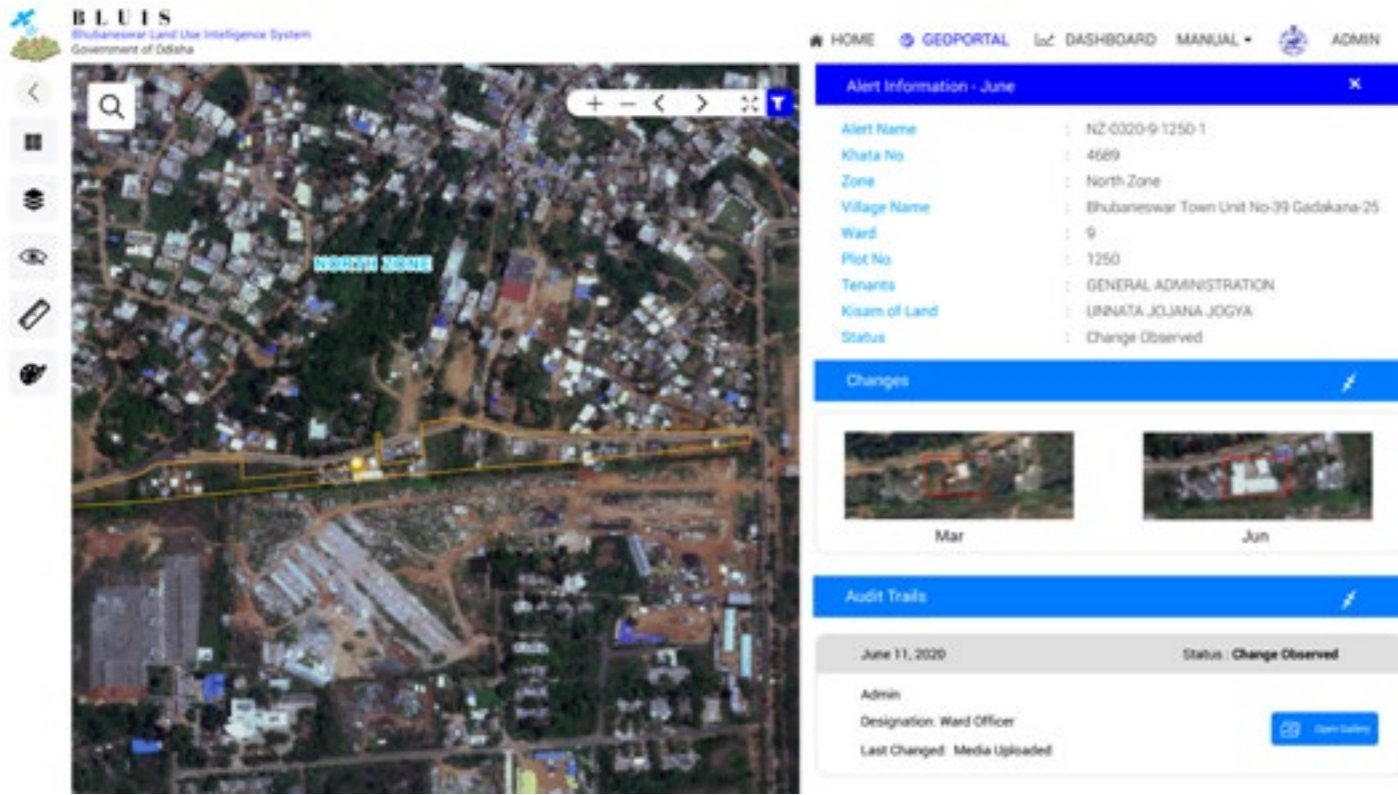 BLUIS
Bhubaneswar Land Use Intelligence System
Government of Odisha
HOME GEOPORTAL DASHBOARD MANUAL ADMIN
NORTH ZONE
Alert Information - June
Alert Name : NZ-0320-9-1250-1
Khata No : 4689
Zone : North Zone
Village Name : Bhubaneswar Town Unit No-39 Gadakana-25
Ward : 9
Plot No : 1250
Tenants : GENERAL ADMINISTRATION
Kisam of Land : UNNATA JOJANA JOGYA
Status : Change Observed
Changes
Mar Jun
Audit Trails
June 11, 2020 Status : Change Observed
Admin
Designation: Ward Officer
Last Changed: Media Uploaded
Open Gallery